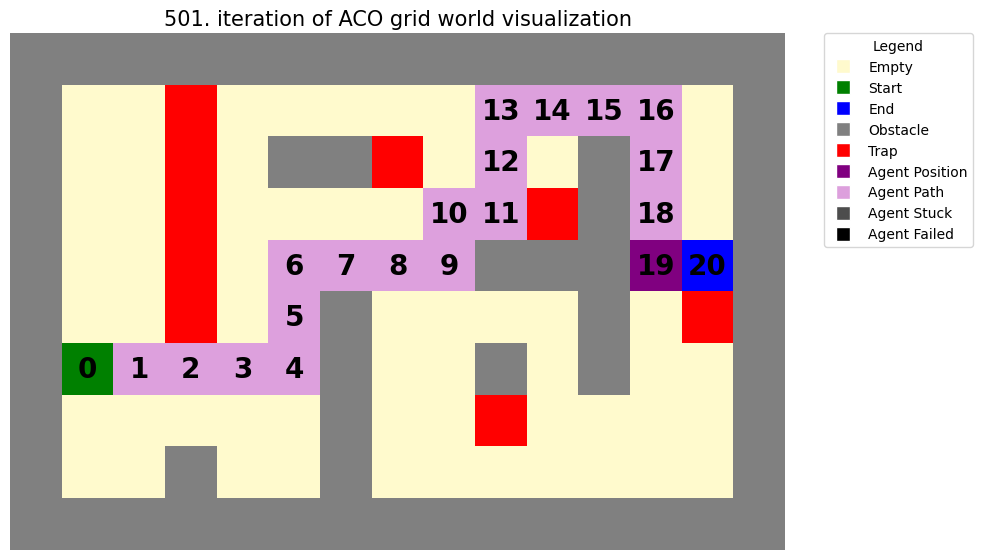 501. iteration of ACO grid world visualization
Legend
Empty
Start
End
Obstacle
Trap
Agent Position
Agent Path
Agent Stuck
Agent Failed
13 14 15 16
12 17
10 11 18
6 7 8 9 19 20
5
0 1 2 3 4